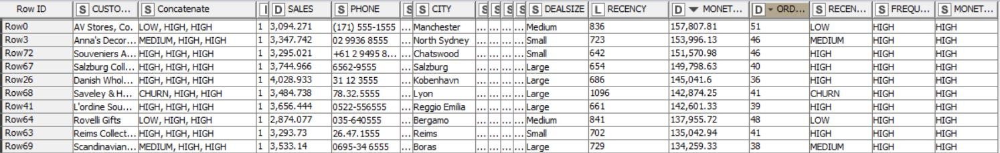 Row ID S CUSTO... S Concatenate I D SALES S PHONE S S CITY S S S S S DEALSIZE L RECENCY D MONET... D ORD... S RECEN... S FREQU... S MONET...
Row0 AV Stores, Co. LOW, HIGH, HIGH 1 3,094.271 (171) 555-1555 ... Manchester ... ... ... ... Medium 836 157,807.81 51 LOW HIGH HIGH
Row3 Anna's Decor... MEDIUM, HIGH, HIGH 1 3,347.742 02 9936 8555 ... North Sydney ... ... ... ... Small 723 153,996.13 46 MEDIUM HIGH HIGH
Row72 Souveniers A... HIGH, HIGH, HIGH 1 3,295.021 +61 2 9495 8... ... Chatswood ... ... ... ... Small 642 151,570.98 46 HIGH HIGH HIGH
Row67 Salzburg Coll... HIGH, HIGH, HIGH 1 3,744.966 6562-9555 ... Salzburg ... ... ... ... Large 654 149,798.63 40 HIGH HIGH HIGH
Row26 Danish Whol... HIGH, HIGH, HIGH 1 4,028.933 31 12 3555 ... Kobenhavn ... ... ... ... Large 686 145,041.6 36 HIGH HIGH HIGH
Row68 Saveley & H... CHURN, HIGH, HIGH 1 3,484.738 78.32.5555 ... Lyon ... ... ... ... Large 1096 142,874.25 41 CHURN HIGH HIGH
Row41 L'ordine Sou... HIGH, HIGH, HIGH 1 3,656.444 0522-556555 ... Reggio Emilia ... ... ... ... Large 661 142,601.33 39 HIGH HIGH HIGH
Row64 Rovelli Gifts LOW, HIGH, HIGH 1 2,874.077 035-640555 ... Bergamo ... ... ... ... Medium 841 137,955.72 48 LOW HIGH HIGH
Row63 Reims Collect... HIGH, HIGH, HIGH 1 3,293.73 26.47.1555 ... Reims ... ... ... ... Small 702 135,042.94 41 HIGH HIGH HIGH
Row69 Scandinavian... MEDIUM, HIGH, HIGH 1 3,533.14 0695-34 6555 ... Boras ... ... ... ... Large 729 134,259.33 38 MEDIUM HIGH HIGH